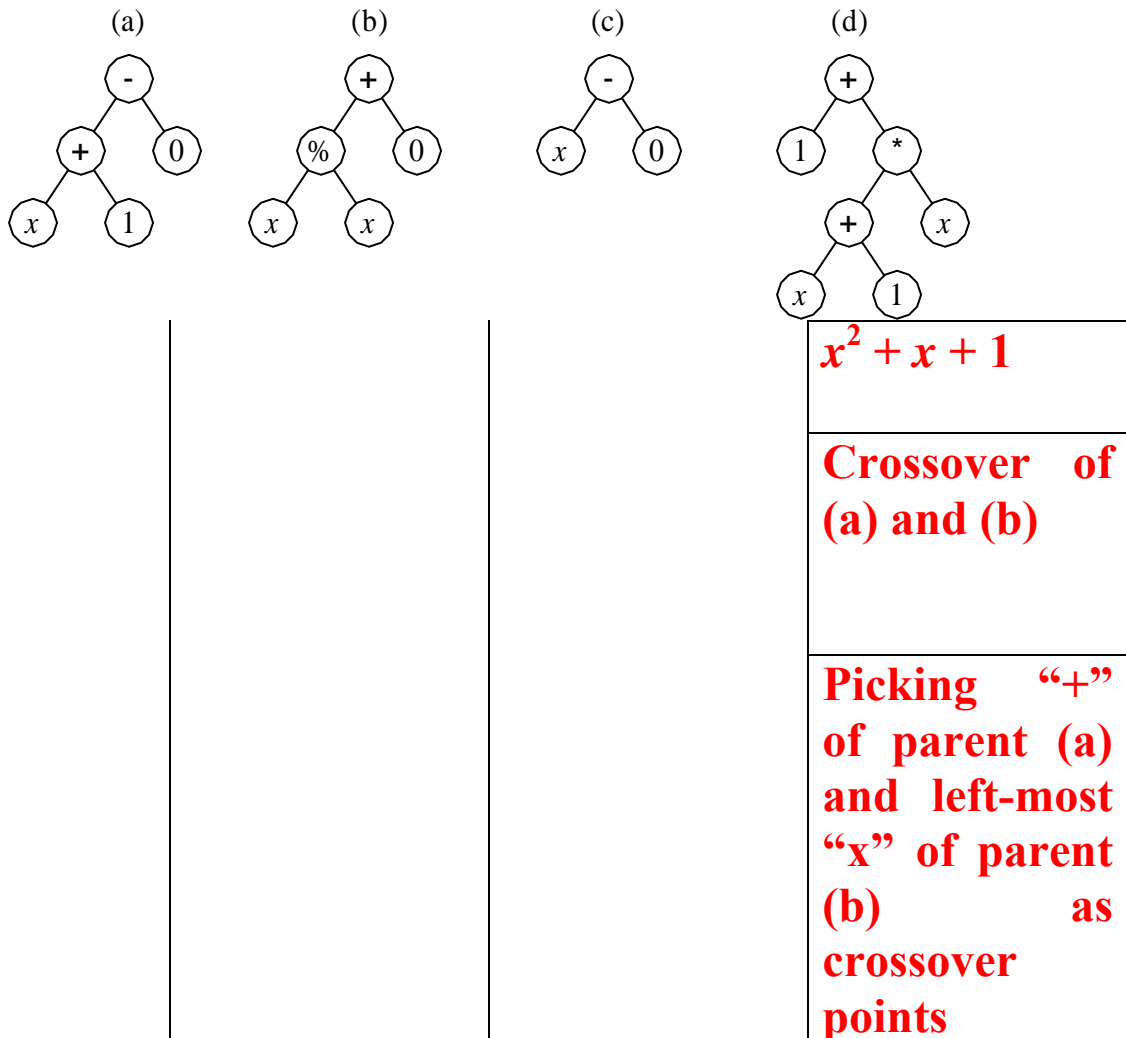 (a) (b) (c) (d)
- + - +
+ 0 % 0 x 0 1 *
x 1 x x + x
x 1
x² + x + 1
Crossover of
(a) and (b)
Picking “+”
of parent (a)
and left-most
“x” of parent
(b) as
crossover
points